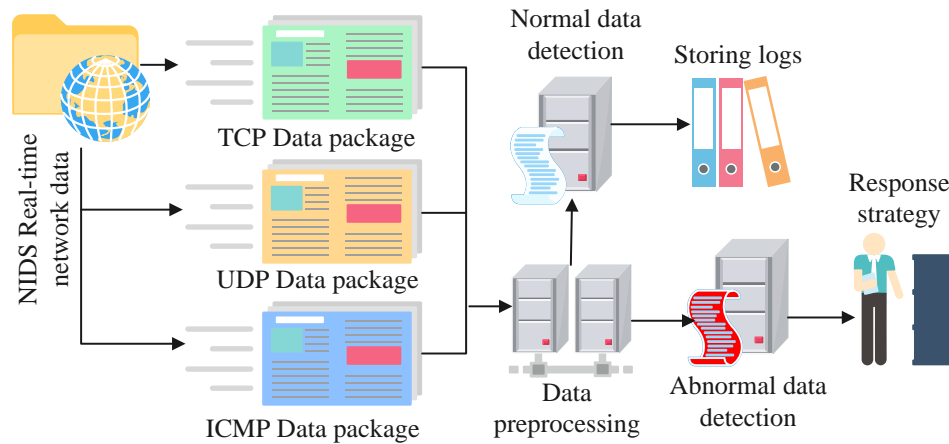 NIDS Real-time
network data
TCP Data package
UDP Data package
ICMP Data package
Data
preprocessing
Normal data
detection
Storing logs
Abnormal data
detection
Response
strategy